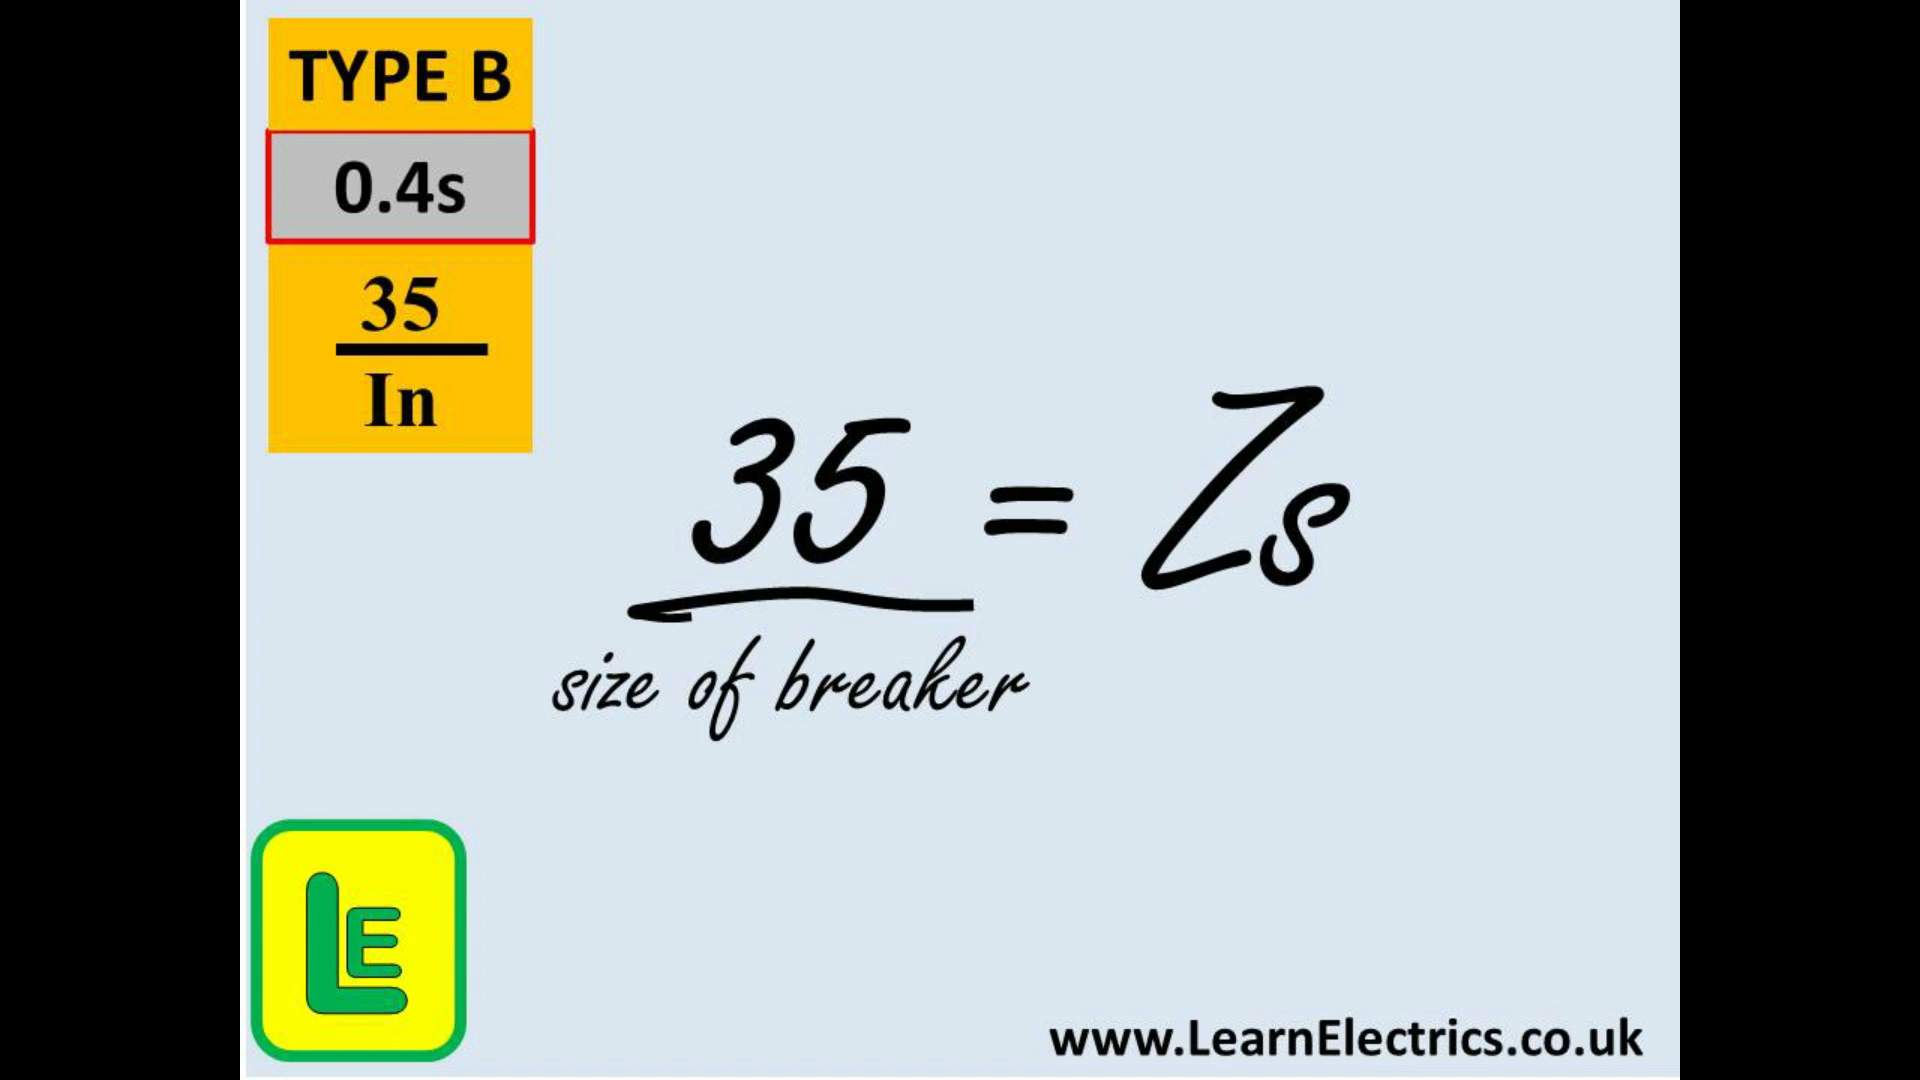 TYPE B
0.4s
35
In
35 = Zs
size of breaker
LE
www.LearnElectrics.co.uk